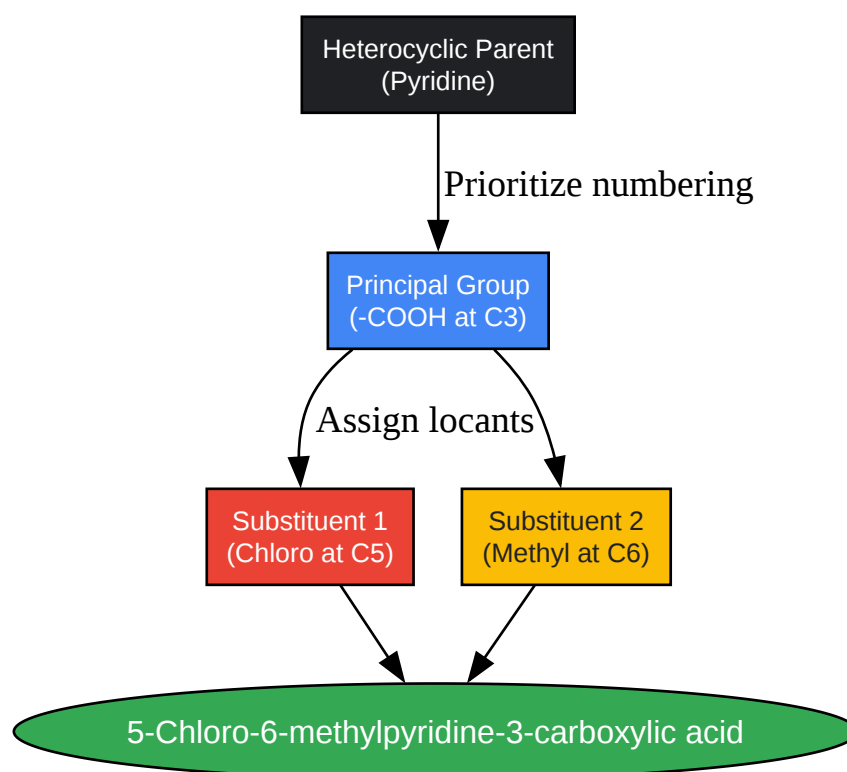 Heterocyclic Parent
(Pyridine)
Prioritize numbering
Principal Group
(-COOH at C3)
Assign locants
Substituent 1
(Chloro at C5)
Substituent 2
(Methyl at C6)
5-Chloro-6-methylpyridine-3-carboxylic acid